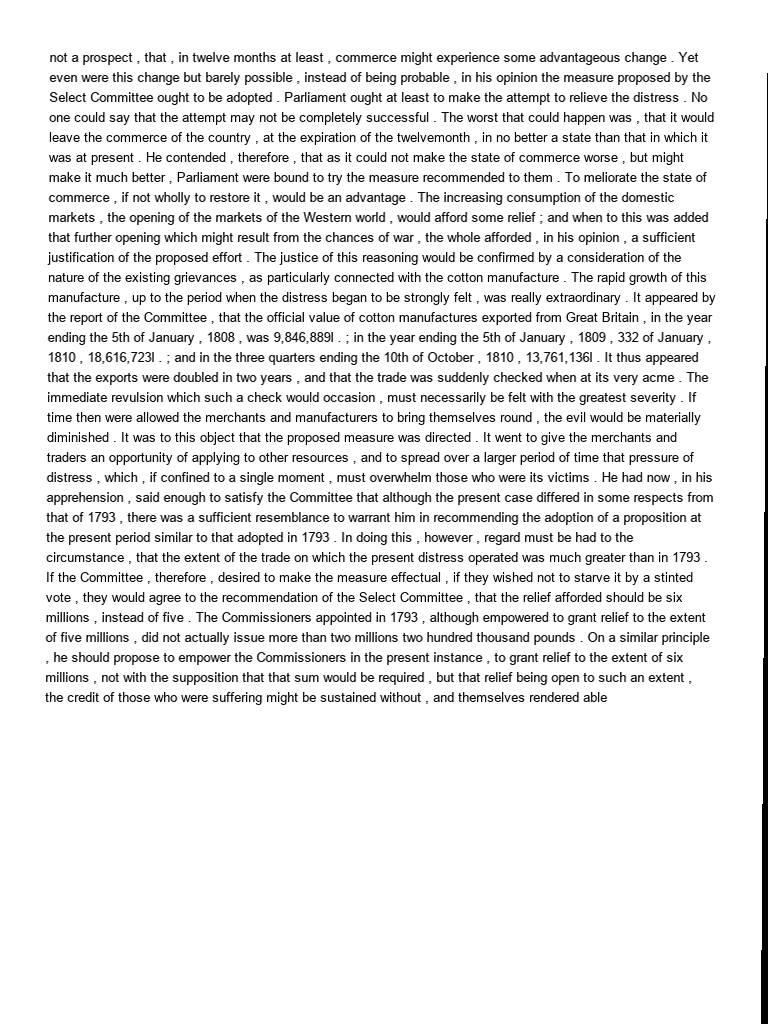 not a prospect , that , in twelve months at least , commerce might experience some advantageous change . Yet
even were this change but barely possible , instead of being probable , in his opinion the measure proposed by the
Select Committee ought to be adopted . Parliament ought at least to make the attempt to relieve the distress . No
one could say that the attempt may not be completely successful . The worst that could happen was , that it would
leave the commerce of the country , at the expiration of the twelvemonth , in no better a state than that in which it
was at present . He contended , therefore , that as it could not make the state of commerce worse , but might
make it much better , Parliament were bound to try the measure recommended to them . To meliorate the state of
commerce , if not wholly to restore it , would be an advantage . The increasing consumption of the domestic
markets , the opening of the markets of the Western world , would afford some relief ; and when to this was added
that further opening which might result from the chances of war , the whole afforded , in his opinion , a sufficient
justification of the proposed effort . The justice of this reasoning would be confirmed by a consideration of the
nature of the existing grievances , as particularly connected with the cotton manufacture . The rapid growth of this
manufacture , up to the period when the distress began to be strongly felt , was really extraordinary . It appeared by
the report of the Committee , that the official value of cotton manufactures exported from Great Britain , in the year
ending the 5th of January , 1808 , was 9,846,889l . ; in the year ending the 5th of January , 1809 , 332 of January ,
1810 , 18,616,723l . ; and in the three quarters ending the 10th of October , 1810 , 13,761,136l . It thus appeared
that the exports were doubled in two years , and that the trade was suddenly checked when at its very acme . The
immediate revulsion which such a check would occasion , must necessarily be felt with the greatest severity . If
time then were allowed the merchants and manufacturers to bring themselves round , the evil would be materially
diminished . It was to this object that the proposed measure was directed . It went to give the merchants and
traders an opportunity of applying to other resources , and to spread over a larger period of time that pressure of
distress , which , if confined to a single moment , must overwhelm those who were its victims . He had now , in his
apprehension , said enough to satisfy the Committee that although the present case differed in some respects from
that of 1793 , there was a sufficient resemblance to warrant him in recommending the adoption of a proposition at
the present period similar to that adopted in 1793 . In doing this , however , regard must be had to the
circumstance , that the extent of the trade on which the present distress operated was much greater than in 1793 .
If the Committee , therefore , desired to make the measure effectual , if they wished not to starve it by a stinted
vote , they would agree to the recommendation of the Select Committee , that the relief afforded should be six
millions , instead of five . The Commissioners appointed in 1793 , although empowered to grant relief to the extent
of five millions , did not actually issue more than two millions two hundred thousand pounds . On a similar principle
, he should propose to empower the Commissioners in the present instance , to grant relief to the extent of six
millions , not with the supposition that that sum would be required , but that relief being open to such an extent ,
the credit of those who were suffering might be sustained without , and themselves rendered able